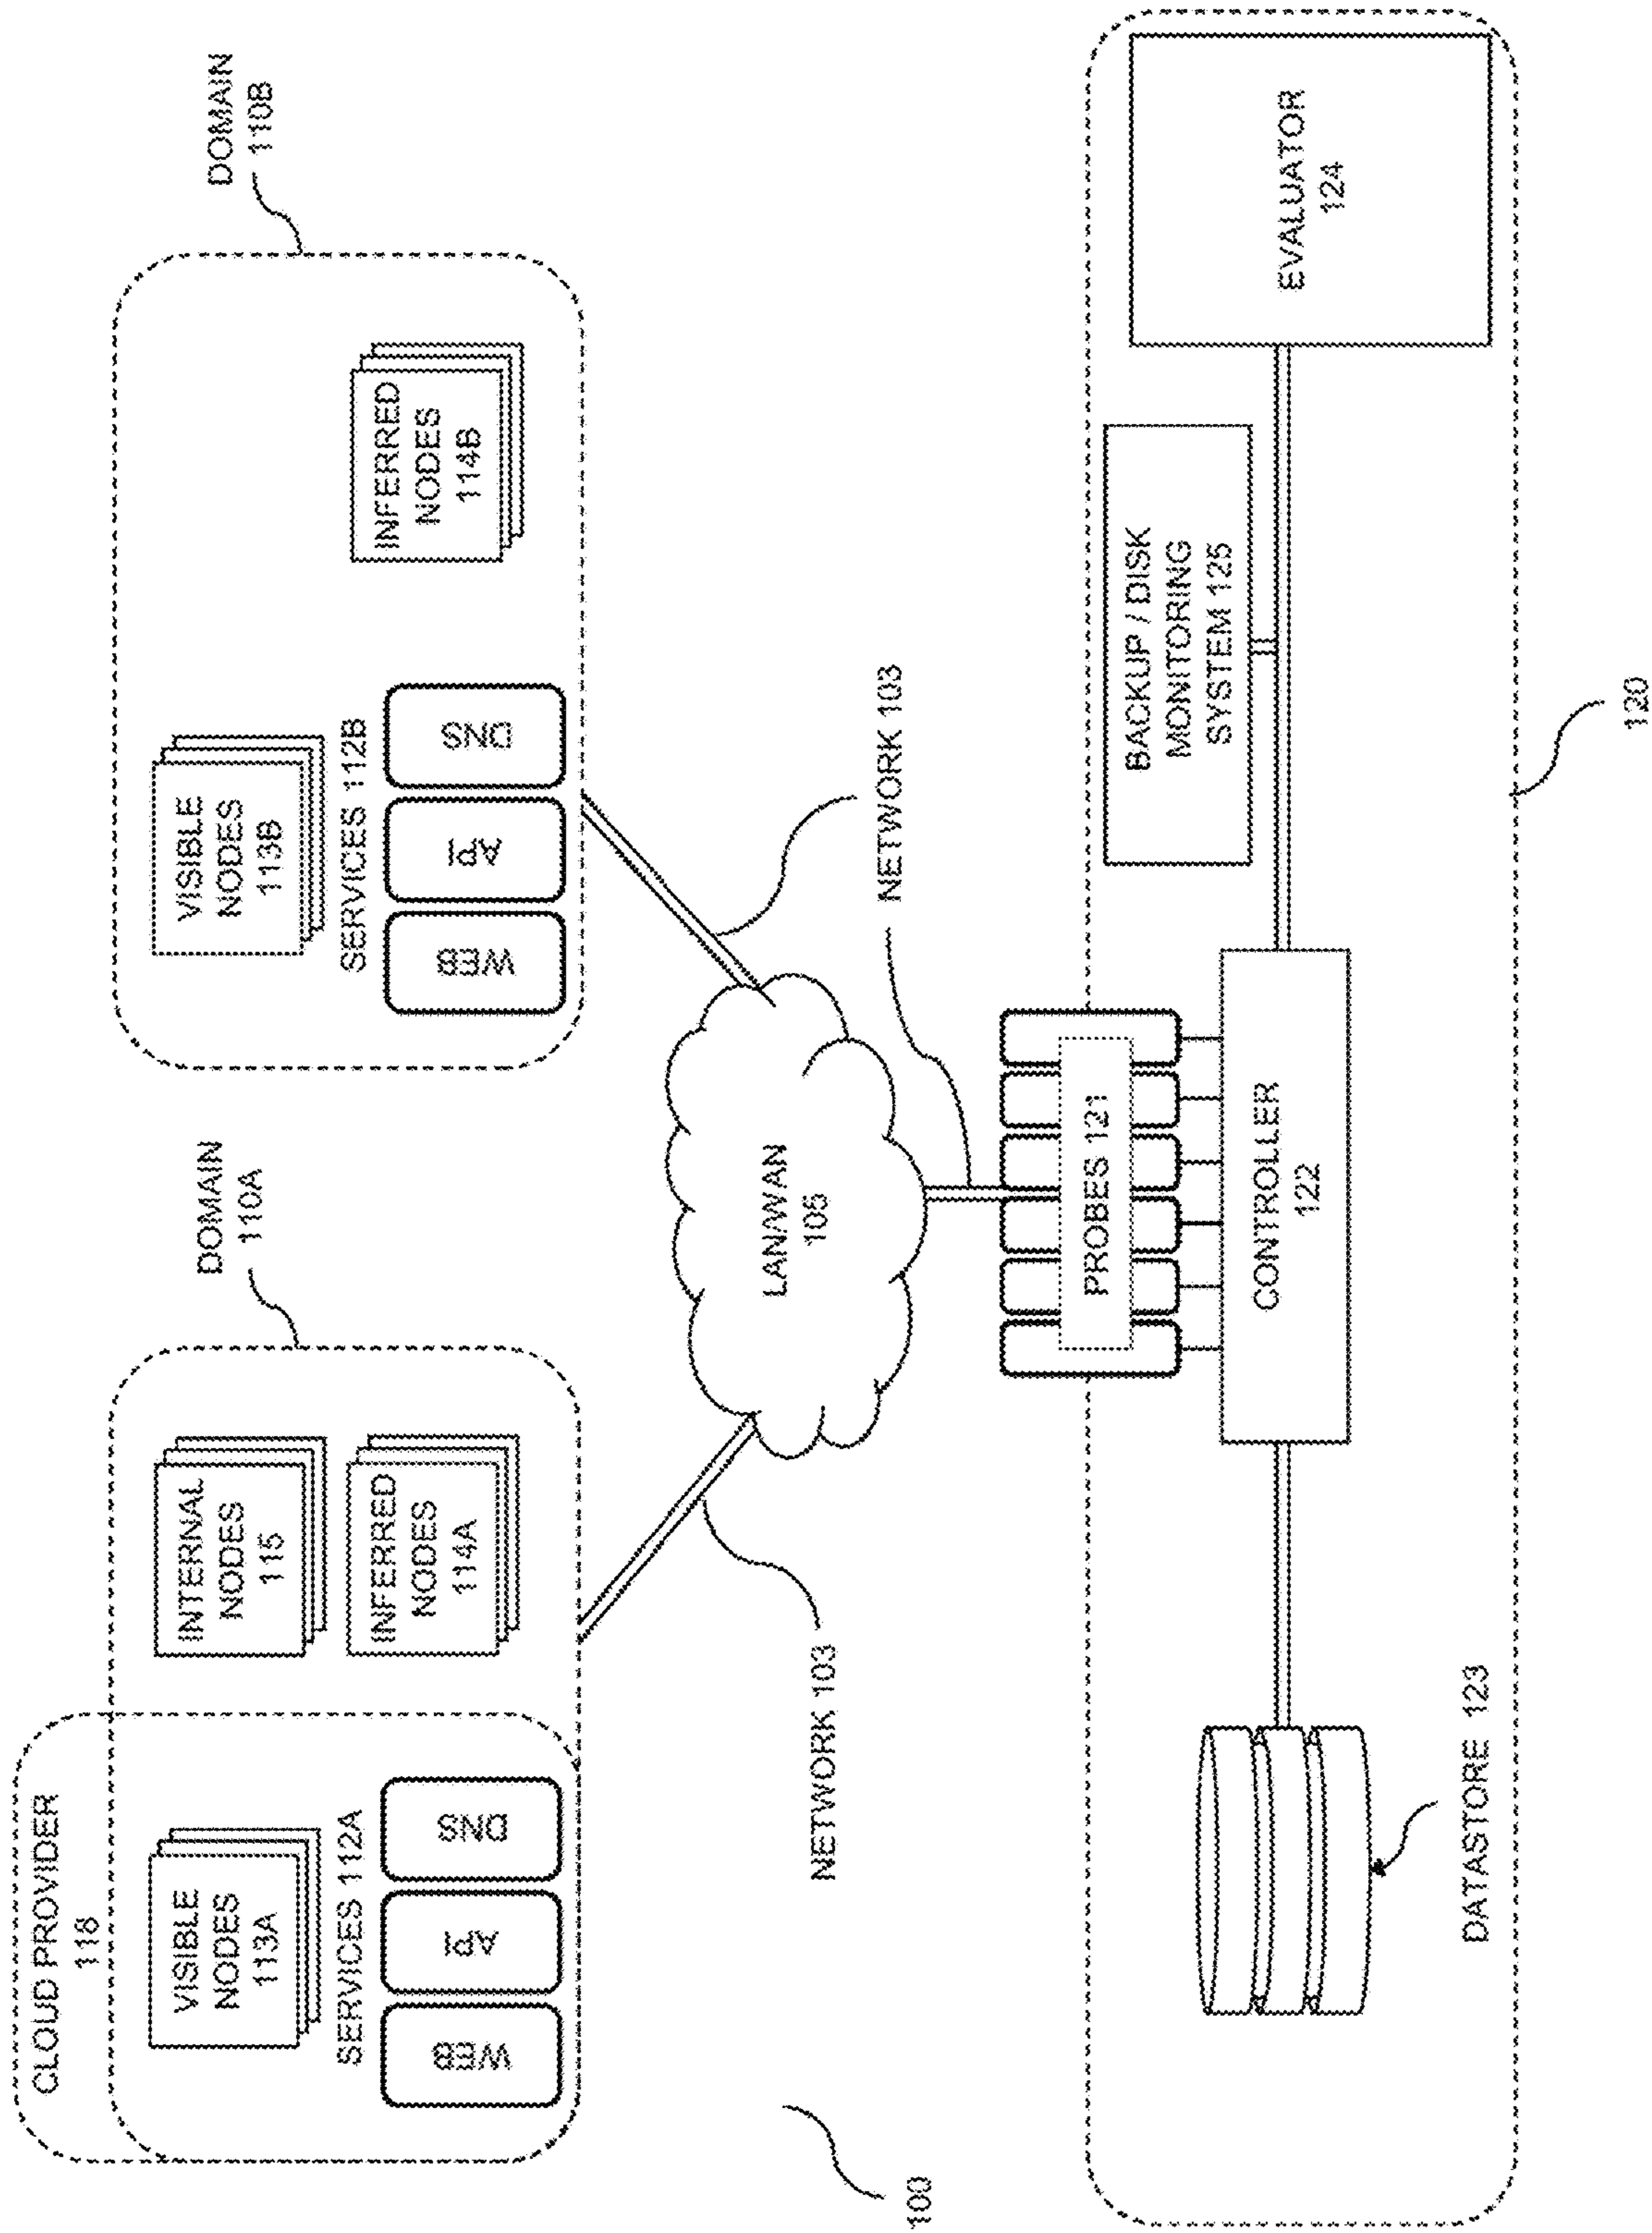 CLOUD PROVIDER
118
VISIBLE
NODES
113A
SERVICES 112A
WEB
API
DNS
INTERNAL
NODES
115
INFERRED
NODES
114A
DOMAIN
110A
VISIBLE
NODES
113B
SERVICES 112B
WEB
API
DNS
INFERRED
NODES
114B
DOMAIN
110B
NETWORK 103
LAN/WAN
105
NETWORK 103
100
PROBES 121
CONTROLLER
122
DATASTORE 123
BACKUP / DISK
MONITORING
SYSTEM 125
EVALUATOR
124
120